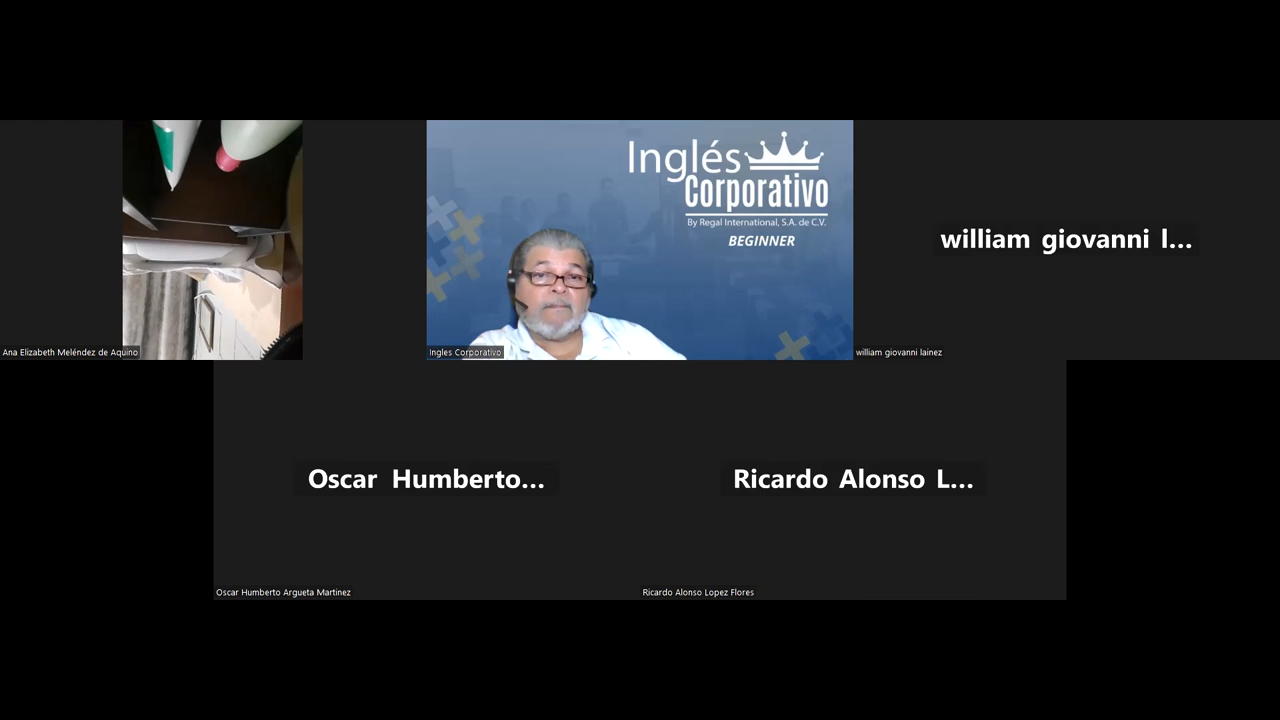 Inglés
Corporativo
By Regal International, S.A. de C.V.
BEGINNER
william giovanni l...
Ana Elizabeth Meléndez de Aquino
Ingles Corporativo
william giovanni lainez
Oscar Humberto...
Ricardo Alonso L...
Oscar Humberto Argueta Martinez
Ricardo Alonso Lopez Flores